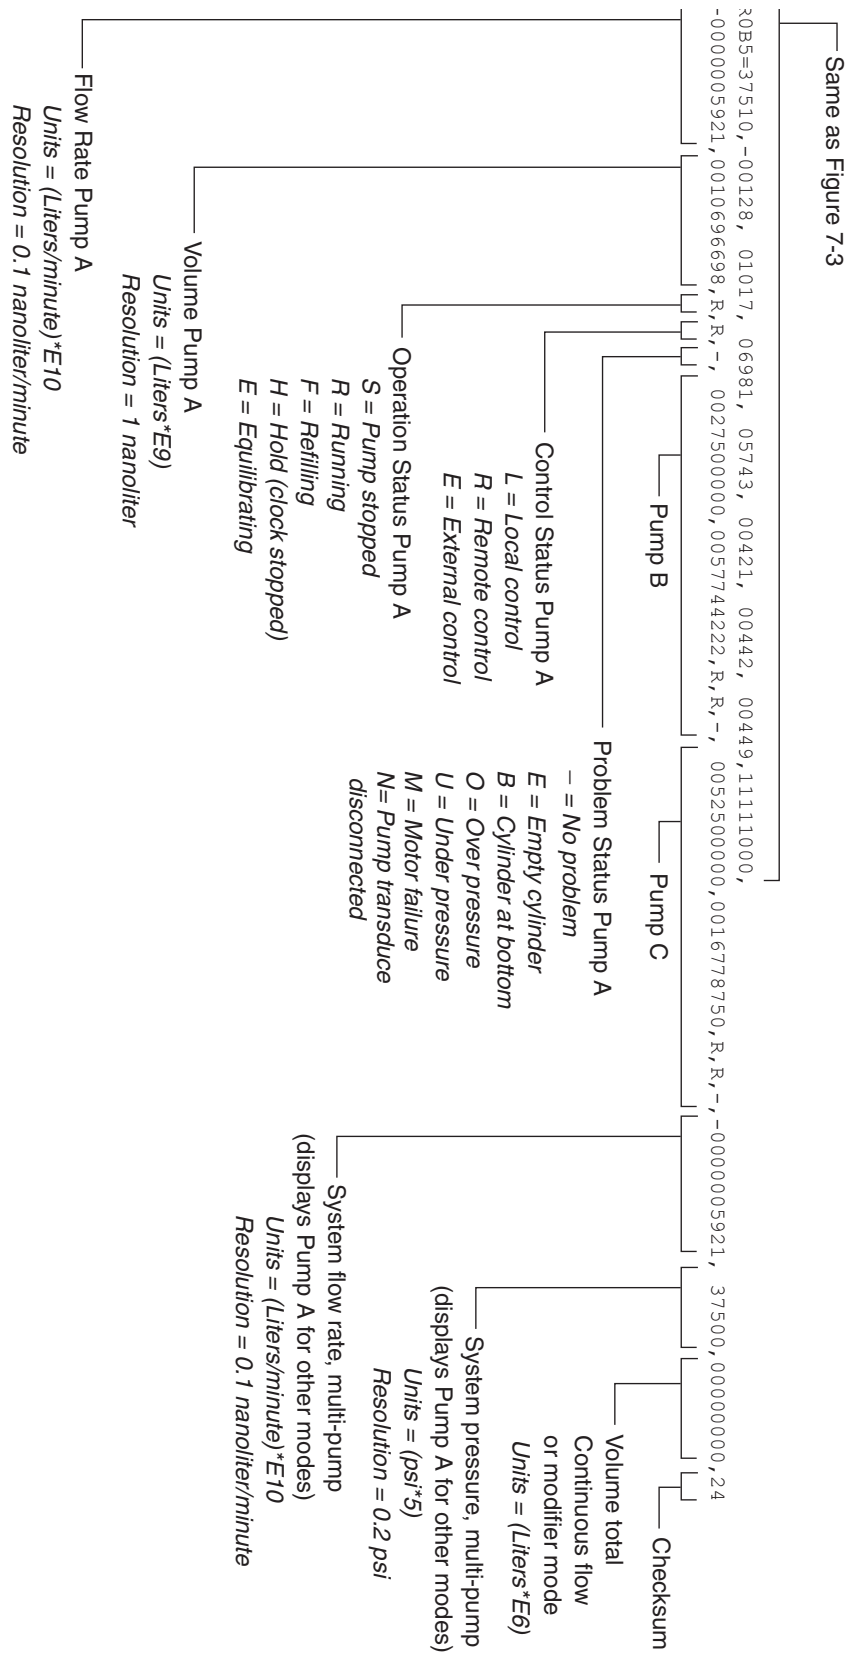 Same as Figure 7-3
R0B5=37510,-00128, 01017, 06981, 05743, 00421, 00442, 00449,11111000,
-0000005921,0010696698,R,R,-, 0027500000,0057744222,R,R,-, 0052500000,0016778750,R,R,-,-0000005921, 37500,000000000,24
Flow Rate Pump A
Units = (Liters/minute)*E10
Resolution = 0.1 nanoliter/minute
Volume Pump A
Units = (Liters*E9)
Resolution = 1 nanoliter
Operation Status Pump A
S = Pump stopped
R = Running
F = Refilling
H = Hold (clock stopped)
E = Equilibrating
Control Status Pump A
L = Local control
R = Remote control
E = External control
Problem Status Pump A
– = No problem
E = Empty cylinder
B = Cylinder at bottom
O = Over pressure
U = Under pressure
M = Motor failure
N= Pump transduce
disconnected
Pump B
Pump C
System flow rate, multi-pump
(displays Pump A for other modes)
Units = (Liters/minute)*E10
Resolution = 0.1 nanoliter/minute
System pressure, multi-pump
(displays Pump A for other modes)
Units = (psi*5)
Resolution = 0.2 psi
Volume total
Continuous flow
or modifier mode
Units = (Liters*E6)
Checksum